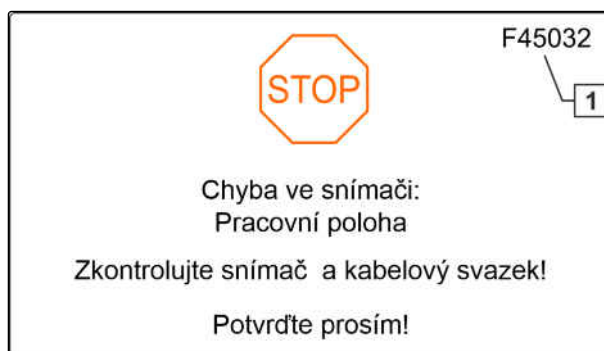 F45032
STOP
1
Chyba ve snímači:
Pracovní poloha
Zkontrolujte snímač a kabelový svazek!
Potvrďte prosím!